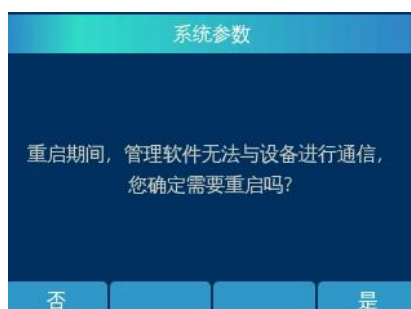 系统参数
重启期间，管理软件无法与设备进行通信，
您确定需要重启吗?
否
是